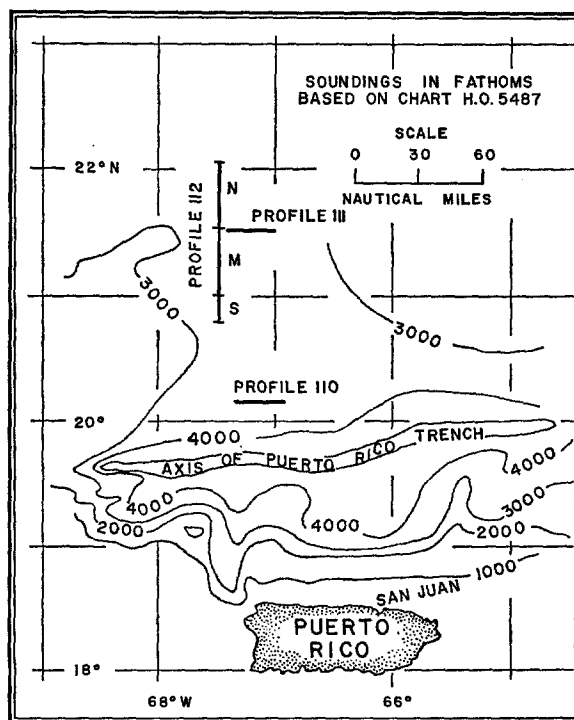 SOUNDINGS IN FATHOMS
BASED ON CHART H.O. 5487
SCALE
0 30 60
NAUTICAL MILES
22°N
PROFILE 112
N
PROFILE 111
M
S
3000
3000
PROFILE 110
20°
4000
AXIS OF PUERTO RICO TRENCH
4000
4000
3000
2000
4000
2000
1000
SAN JUAN
PUERTO
RICO
18°
68°W
66°